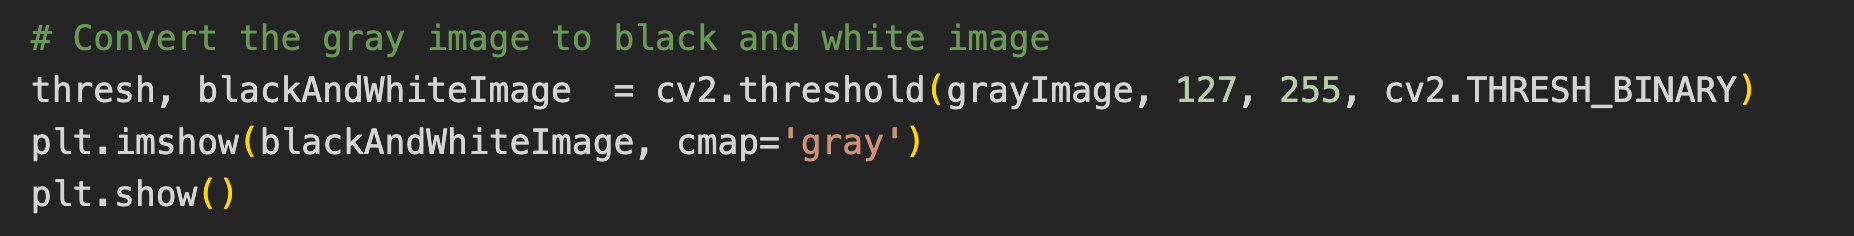 # Convert the gray image to black and white image
thresh, blackAndWhiteImage  = cv2.threshold(grayImage, 127, 255, cv2.THRESH_BINARY)
plt.imshow(blackAndWhiteImage, cmap='gray')
plt.show()